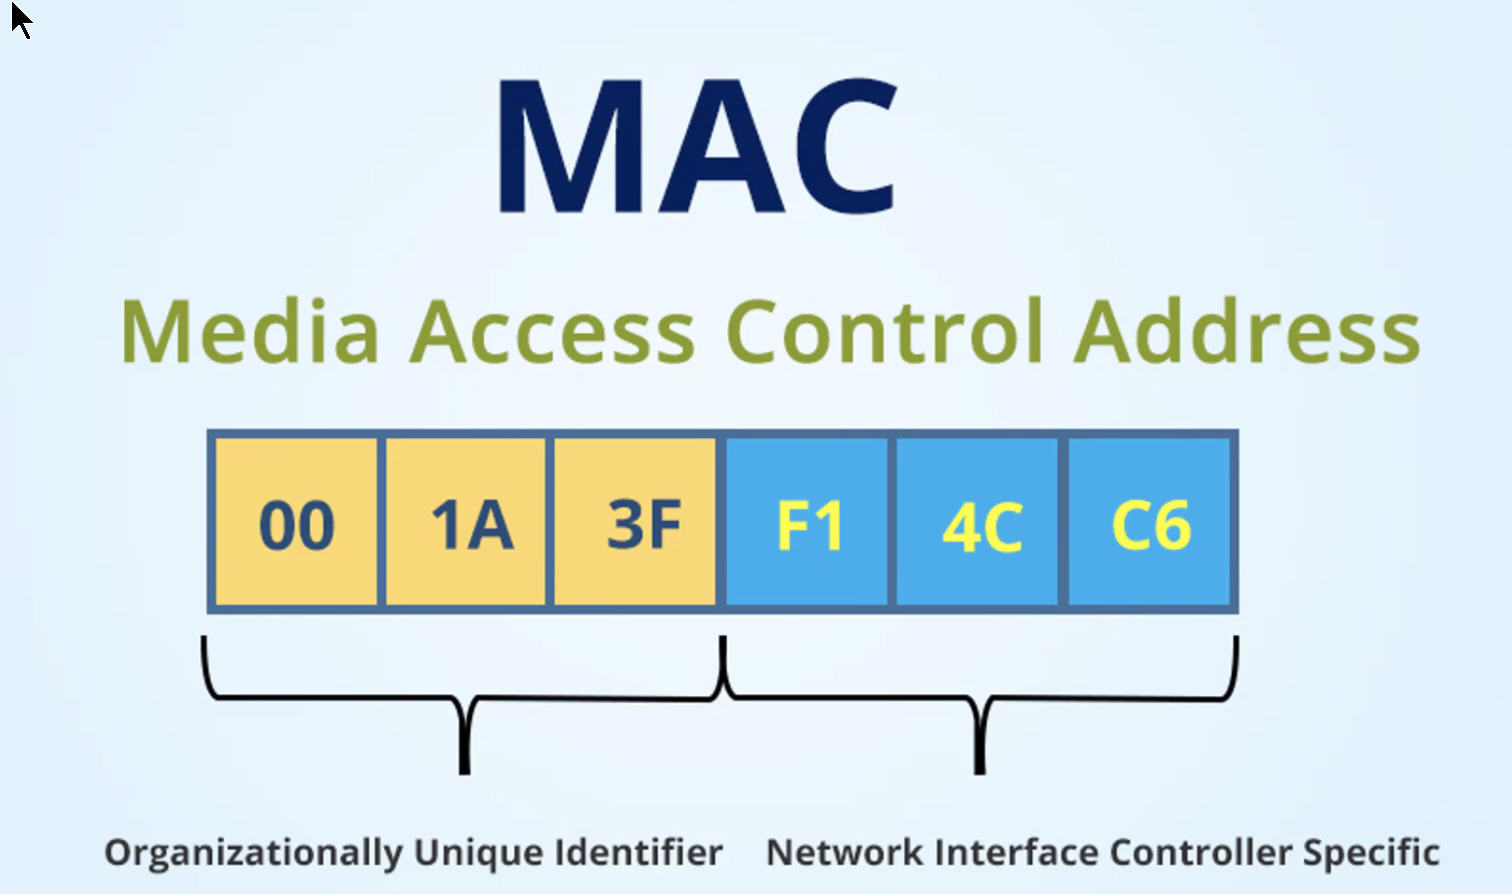 MAC
Media Access Control Address
00 1A 3F F1 4C C6
Organizationally Unique Identifier Network Interface Controller Specific